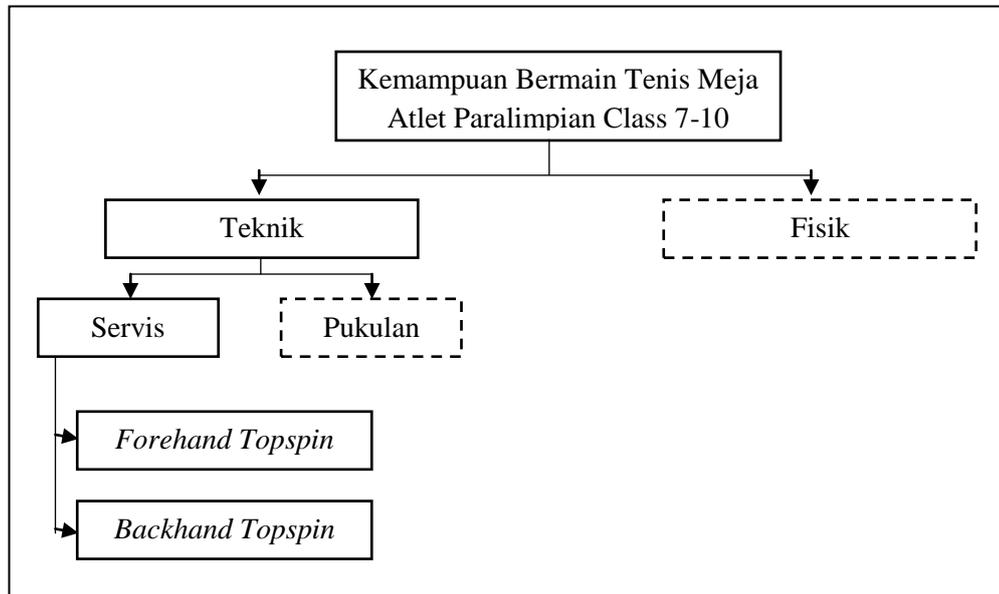 Kemampuan Bermain Tenis Meja
Atlet Paralimpian Class 7-10
Teknik
Fisik
Servis
Pukulan
Forehand Topspin
Backhand Topspin